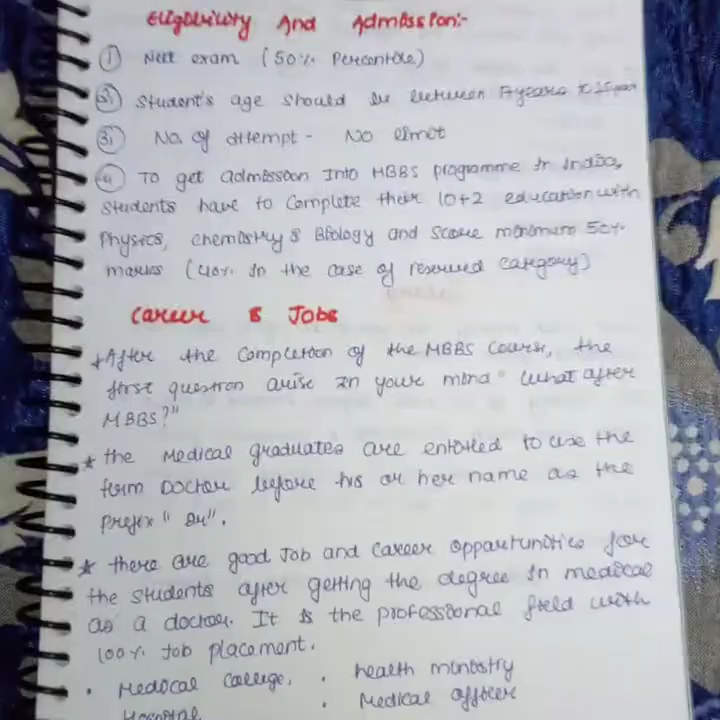 Eligibility And Admission:-
① Neet exam (50% Percentile)
② Student's age should be between 17years to 25year
③ No. of attempt - No limit
④ To get admission Into MBBS programme In India,
students have to Complete their 10+2 education with
Physics, chemistry & Biology and Score minimum 50%
marks (40% In the case of reserved category)
Career & Jobs
* After the Completion of the MBBS Course, the
first question arise In your mind "what after
MBBS?"
* the Medical graduates are entitled to use the
term Doctor before his or her name as the
prefix "Dr".
* there are good Job and Career opportunities for
the students after getting the degree In medical
as a doctor. It is the professional field with
100% Job placement.
• Medical College. • health ministry
Hospital • Medical officer